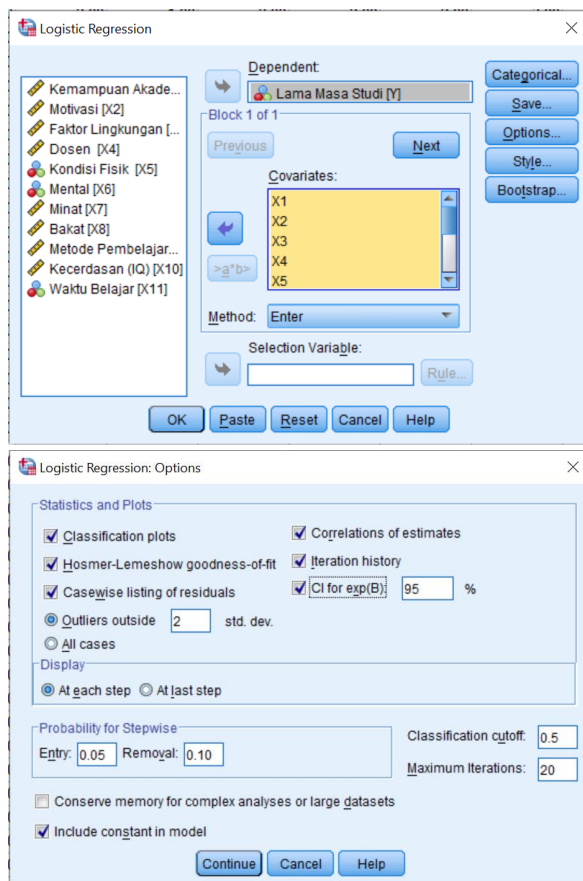 Logistic Regression
Kemampuan Akade...
Motivasi [X2]
Faktor Lingkungan [...
Dosen [X4]
Kondisi Fisik [X5]
Mental [X6]
Minat [X7]
Bakat [X8]
Metode Pembelajar...
Kecerdasan (IQ) [X10]
Waktu Belajar [X11]
Dependent:
Lama Masa Studi [Y]
Block 1 of 1
Previous
Next
Covariates:
X1
X2
X3
X4
X5
>a*b>
Method: Enter
Selection Variable:
Rule...
Categorical...
Save...
Options...
Style...
Bootstrap...
OK Paste Reset Cancel Help
Logistic Regression: Options
Statistics and Plots
Classification plots
Hosmer-Lemeshow goodness-of-fit
Casewise listing of residuals
Outliers outside 2 std. dev.
All cases
Correlations of estimates
Iteration history
CI for exp(B): 95 %
Display
At each step At last step
Probability for Stepwise
Entry: 0.05 Removal: 0.10
Classification cutoff: 0.5
Maximum Iterations: 20
Conserve memory for complex analyses or large datasets
Include constant in model
Continue Cancel Help